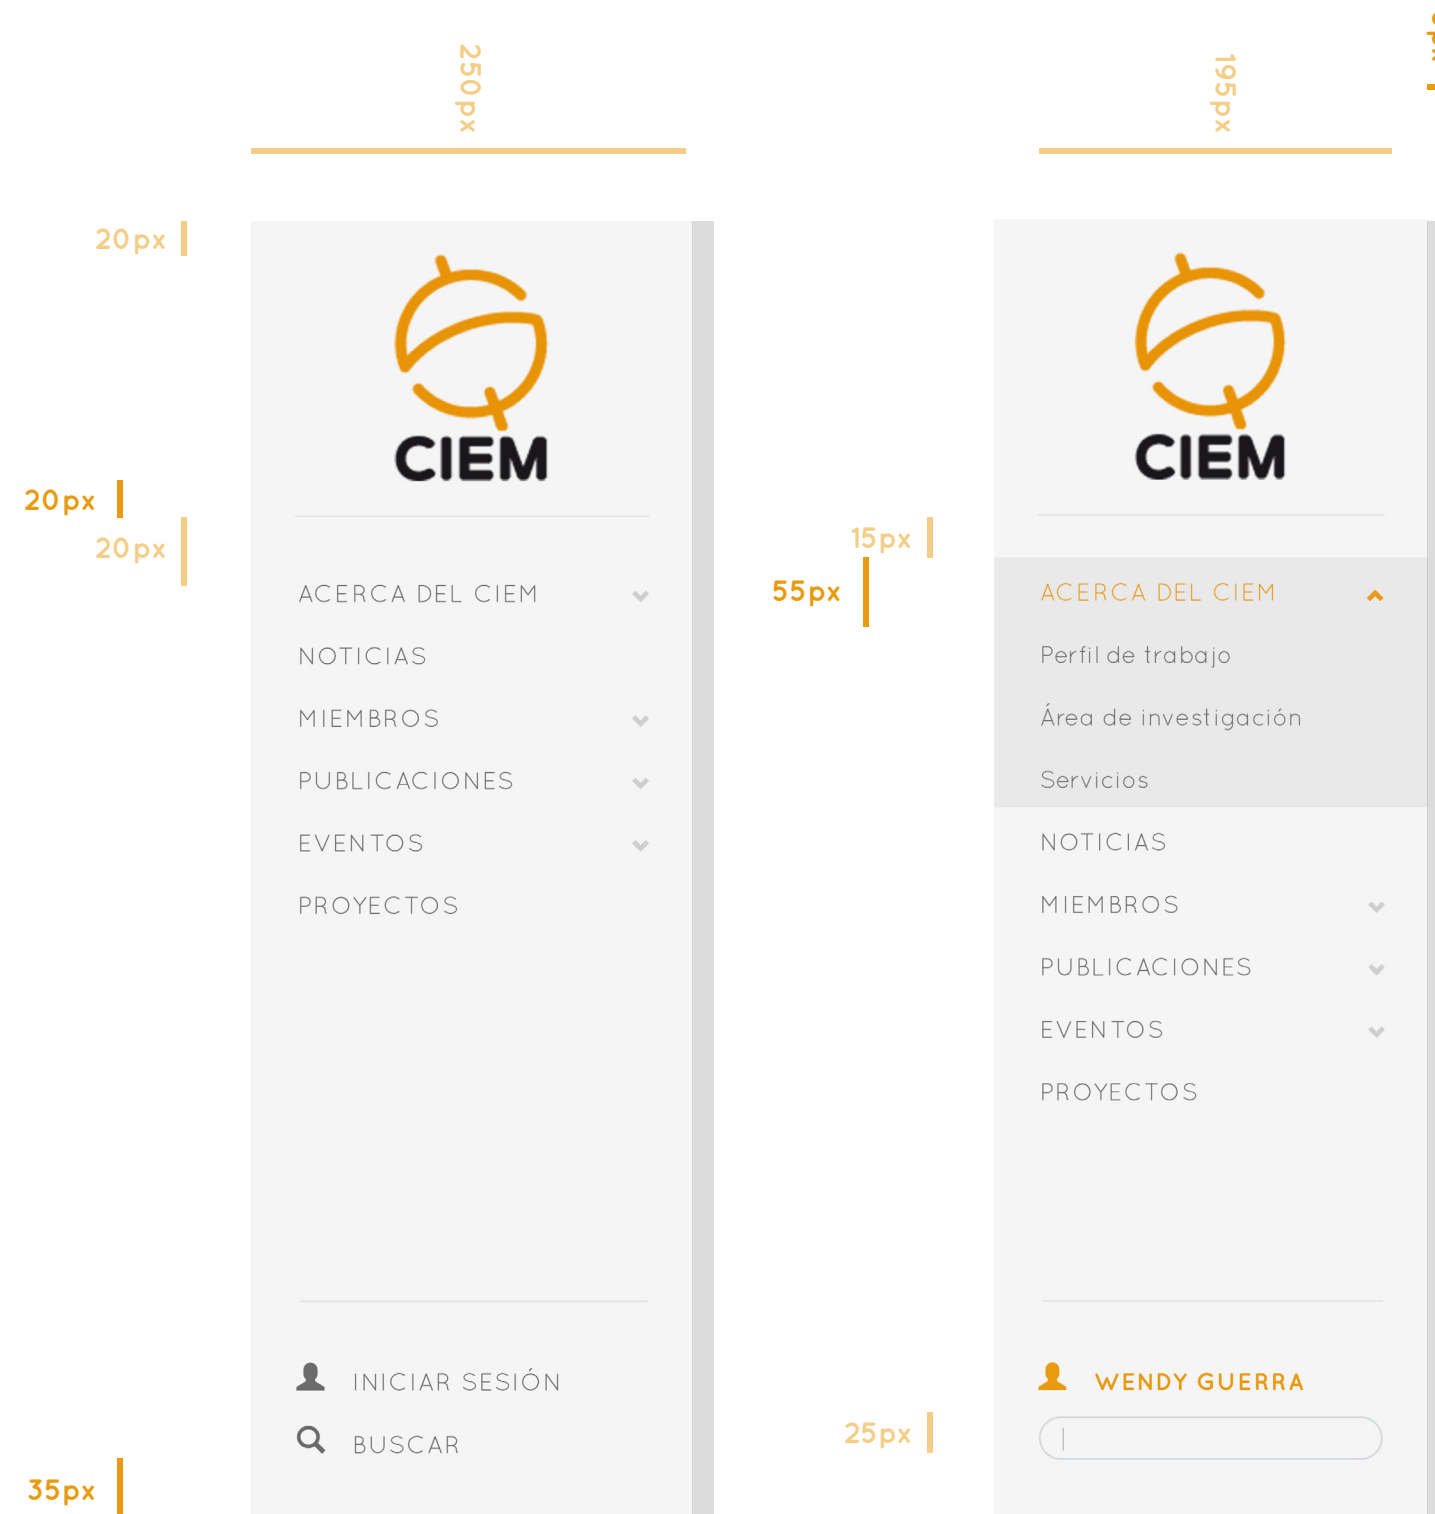 250px
20px
CIEM
20px
20px
ACERCA DEL CIEM
NOTICIAS
MIEMBROS
PUBLICACIONES
EVENTOS
PROYECTOS
INICIAR SESIÓN
BUSCAR
35px
195px
CIEM
15px
55px
ACERCA DEL CIEM
Perfil de trabajo
Área de investigación
Servicios
NOTICIAS
MIEMBROS
PUBLICACIONES
EVENTOS
PROYECTOS
WENDY GUERRA
25px